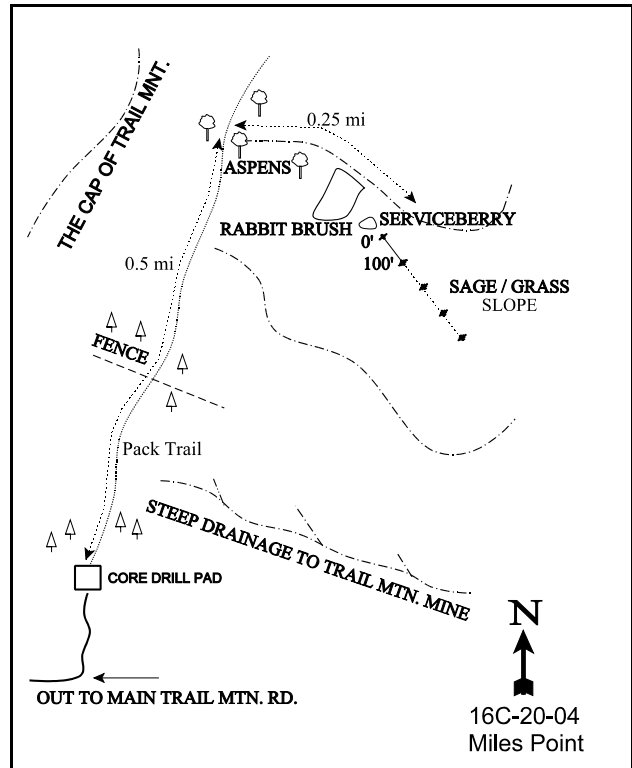 THE CAP OF TRAIL MNT.
0.25 mi
ASPENS
SERVICEBERRY
RABBIT BRUSH
0'
100'
0.5 mi
SAGE / GRASS
SLOPE
FENCE
Pack Trail
STEEP DRAINAGE TO TRAIL MTN. MINE
CORE DRILL PAD
N
OUT TO MAIN TRAIL MTN. RD.
16C-20-04
Miles Point